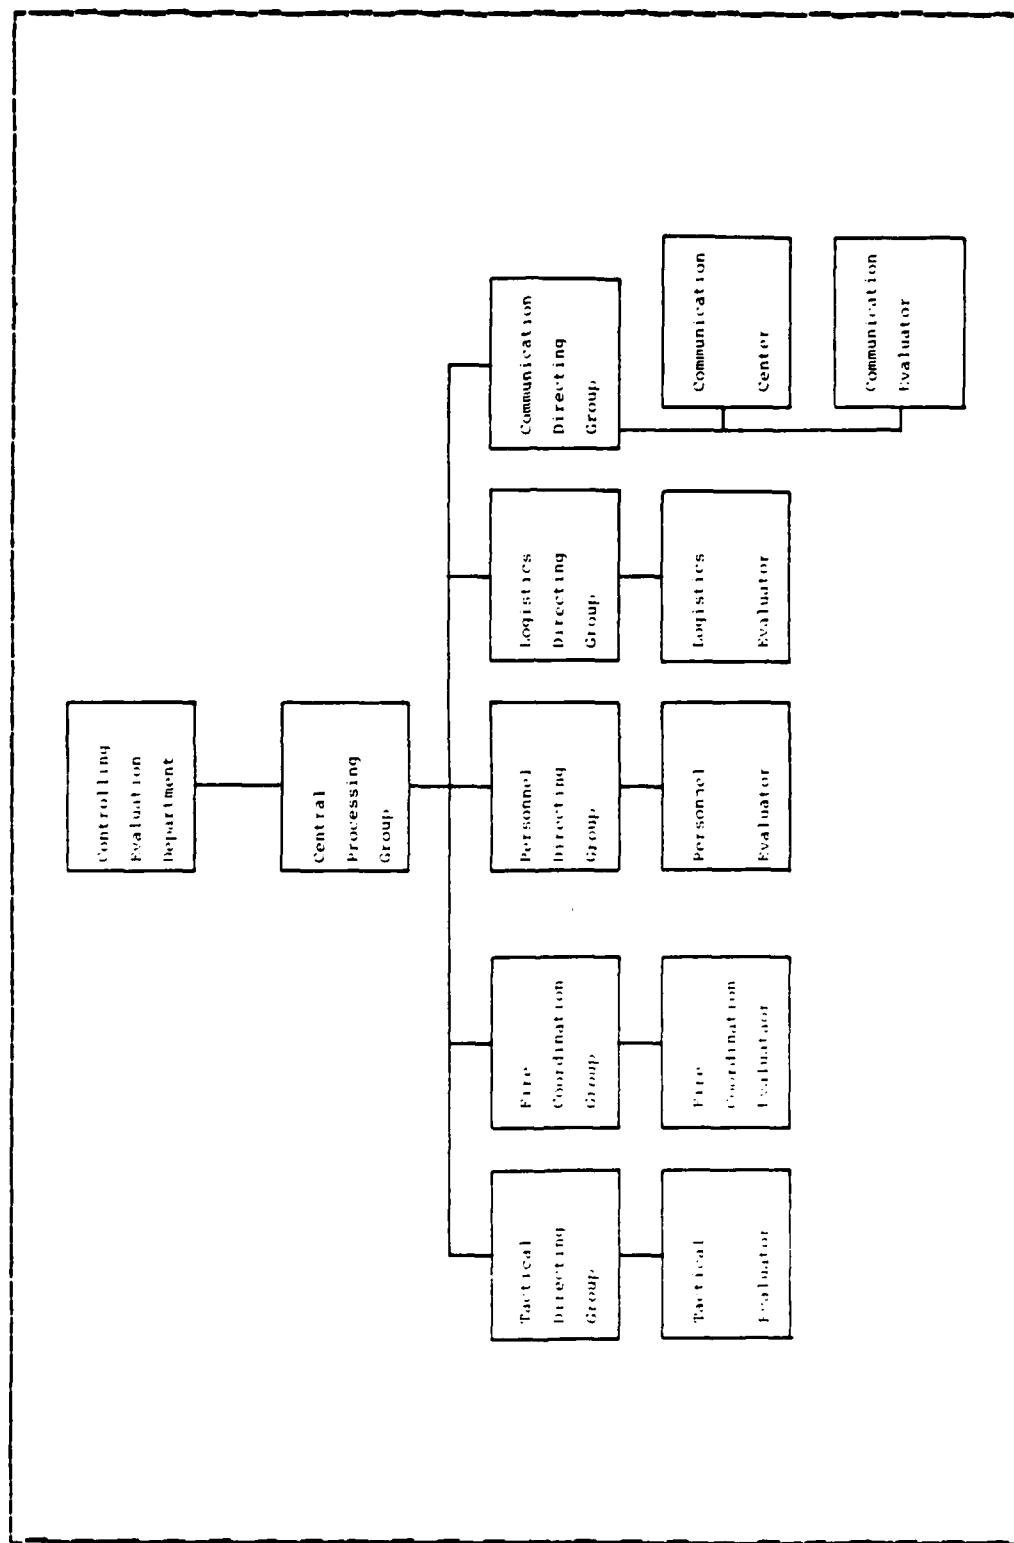 Controlling
Evaluation
Department
Central
Processing
Group
Tactical
Directing
Group
Fire
Coordination
Group
Personnel
Directing
Group
Logistics
Directing
Group
Communication
Directing
Group
Tactical
Evaluator
Fire
Coordination
Evaluataor
Personnel
Evaluator
Logistics
Evaluator
Communication
Center
Communication
Evaluator